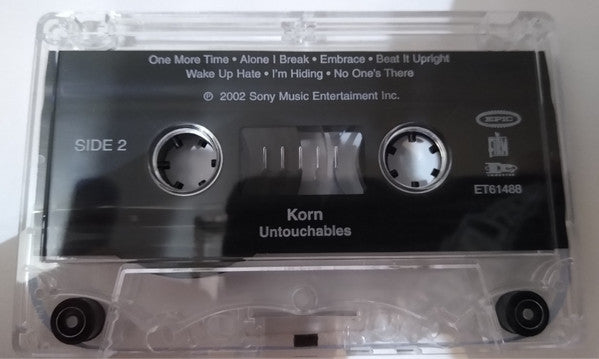 One More Time • Alone I Break • Embrace • Beat It Upright
Wake Up Hate • I'm Hiding • No One's There
℗ 2002 Sony Music Entertaiment Inc.
SIDE 2
EPIC
ET61488
Korn
Untouchables